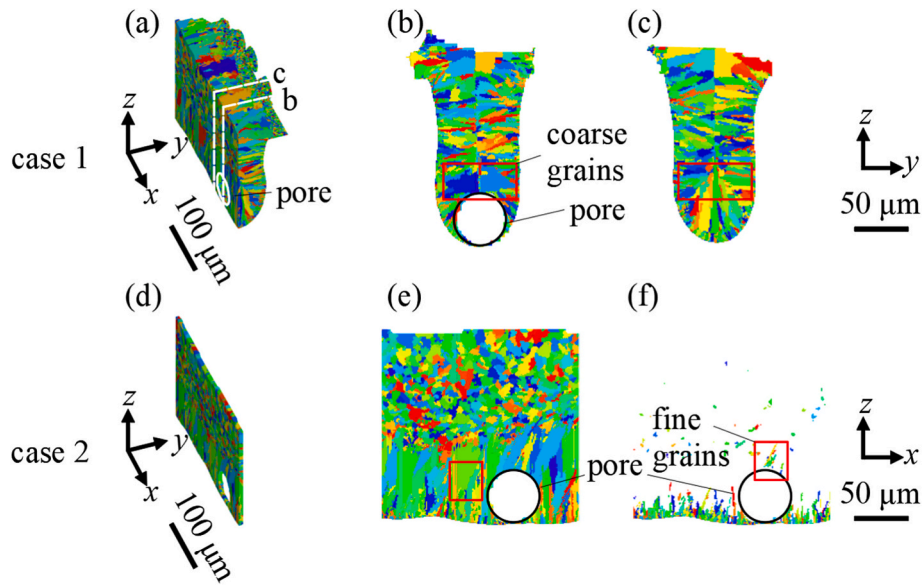 (a)
(b)
(c)
c
b
z
y
x
case 1
pore
100 μm
coarse
grains
pore
z
y
50 μm
(d)
(e)
(f)
z
y
x
case 2
100 μm
pore
fine
grains
z
x
50 μm